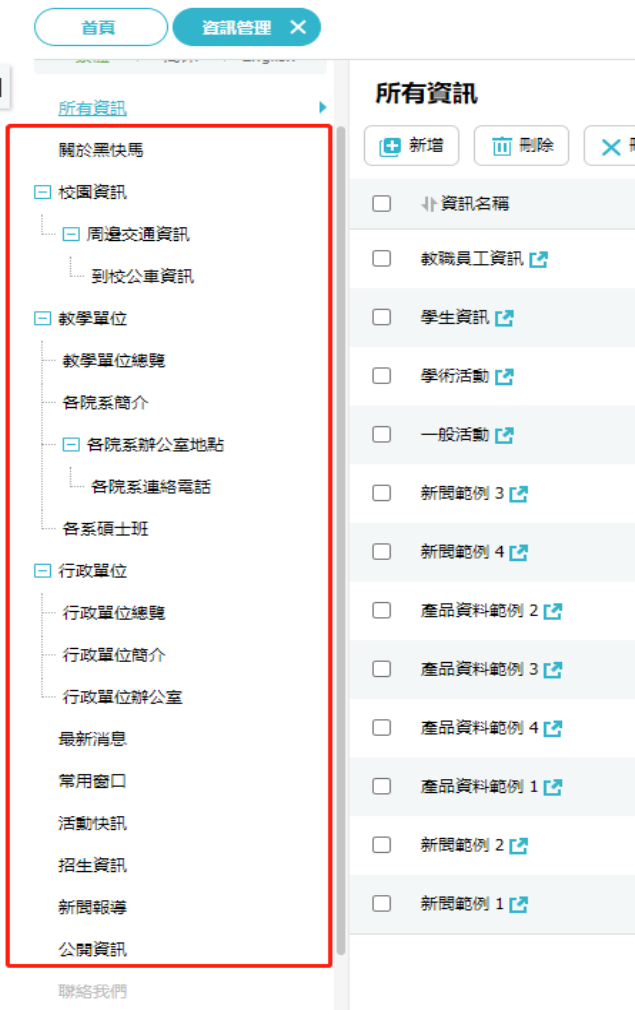 首頁
資訊管理
所有資訊
關於黑快馬
校園資訊
周邊交通資訊
到校公車資訊
教學單位
教學單位總覽
各院系簡介
各院系辦公室地點
各院系連絡電話
各系碩士班
行政單位
行政單位總覽
行政單位簡介
行政單位辦公室
最新消息
常用窗口
活動快訊
招生資訊
新聞報導
公開資訊
聯絡我們
所有資訊
新增
刪除
資訊名稱
教職員工資訊
學生資訊
學術活動
一般活動
新聞範例 3
新聞範例 4
產品資料範例 2
產品資料範例 3
產品資料範例 4
產品資料範例 1
新聞範例 2
新聞範例 1